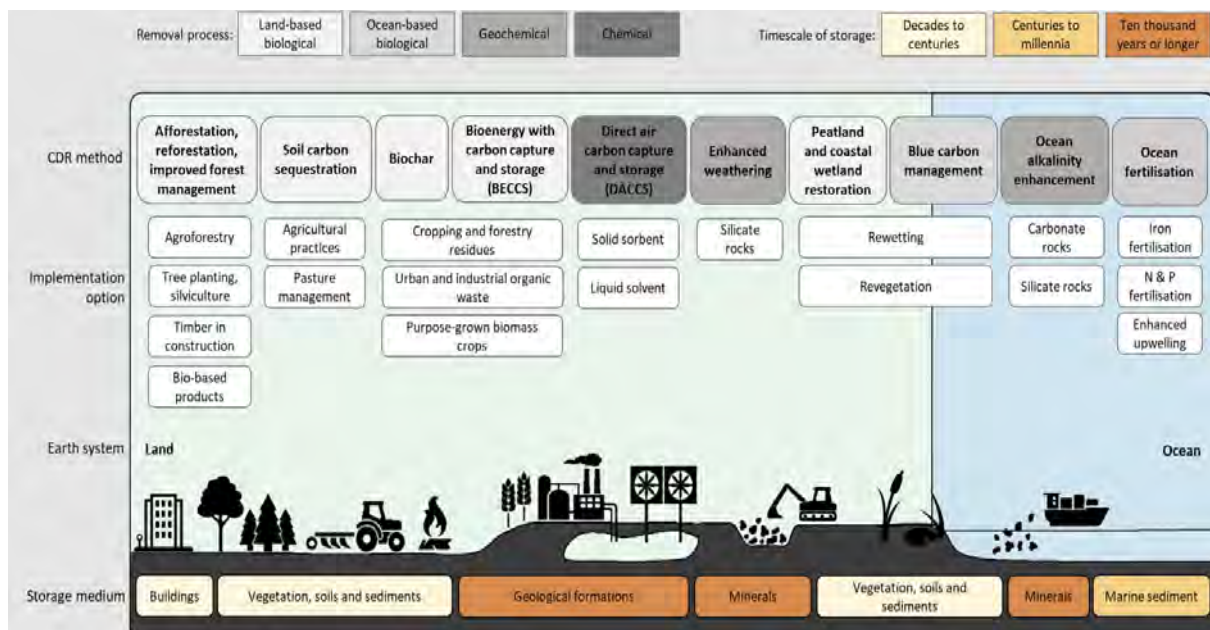 Removal process:
Land-based
biological
Ocean-based
biological
Geochemical
Chemical
Timescale of storage:
Decades to
centuries
Centuries to
millennia
Ten thousand
years or longer
CDR method
Afforestation,
reforestation,
improved forest
management
Soil carbon
sequestration
Biochar
Bioenergy with
carbon capture
and storage
(BECCS)
Direct air
carbon capture
and storage
(DACCS)
Enhanced
weathering
Peatland
and coastal
wetland
restoration
Blue carbon
management
Ocean
alkalinity
enhancement
Ocean
fertilisation
Implementation
option
Agroforestry
Tree planting,
silviculture
Timber in
construction
Bio-based
products
Agricultural
practices
Pasture
management
Cropping and forestry
residues
Urban and industrial organic
waste
Purpose-grown biomass
crops
Solid sorbent
Liquid solvent
Silicate
rocks
Rewetting
Revegetation
Carbonate
rocks
Silicate rocks
Iron
fertilisation
N & P
fertilisation
Enhanced
upwelling
Earth system
Land
Ocean
Storage medium
Buildings
Vegetation, soils and sediments
Geological formations
Minerals
Vegetation, soils and
sediments
Minerals
Marine sediment